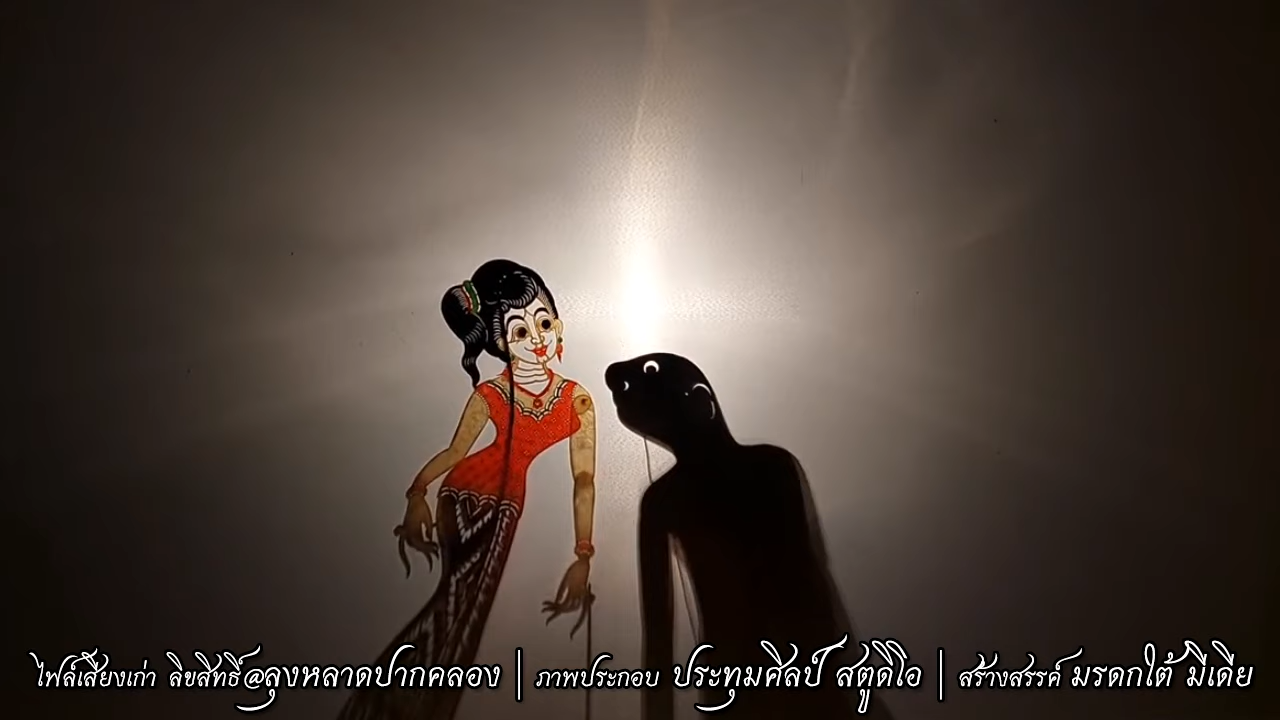 ไฟล์เสียงเก่า ลิขสิทธิ์@ลุงหลาดปากคลอง | ภาพประกอบ ประทุมศิลป์ สตูดิโอ | สร้างสรรค์ มรดกใต้ มีเดีย